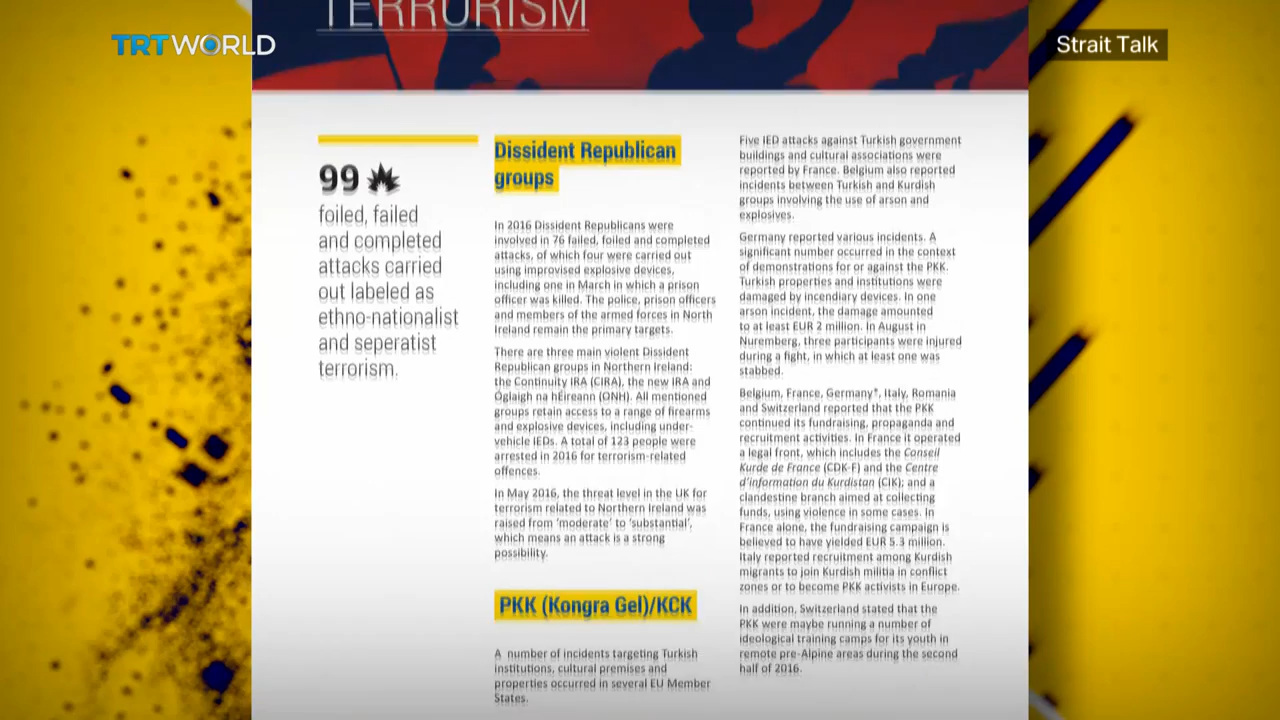 TERRORISM
TRT WORLD
Strait Talk
99
foiled, failed
and completed
attacks carried
out labeled as
ethno-nationalist
and seperatist
terrorism.
Dissident Republican
groups
In 2016 Dissident Republicans were
involved in 76 failed, foiled and completed
attacks, of which four were carried out
using improvised explosive devices,
including one in March in which a prison
officer was killed. The police, prison officers
and members of the armed forces in North
Ireland remain the primary targets.
There are three main violent Dissident
Republican groups in Northern Ireland:
the Continuity IRA (CIRA), the new IRA and
Óglaigh na hÉireann (ONH). All mentioned
groups retain access to a range of firearms
and explosive devices, including under-
vehicle IEDs. A total of 123 people were
arrested in 2016 for terrorism-related
offences.
In May 2016, the threat level in the UK for
terrorism related to Northern Ireland was
raised from 'moderate' to 'substantial',
which means an attack is a strong
possibility.
PKK (Kongra Gel)/KCK
A number of incidents targeting Turkish
institutions, cultural premises and
properties occurred in several EU Member
States.
Five IED attacks against Turkish government
buildings and cultural associations were
reported by France. Belgium also reported
incidents between Turkish and Kurdish
groups involving the use of arson and
explosives.
Germany reported various incidents. A
significant number occurred in the context
of demonstrations for or against the PKK.
Turkish properties and institutions were
damaged by incendiary devices. In one
arson incident, the damage amounted
to at least EUR 2 million. In August in
Nuremberg, three participants were injured
during a fight, in which at least one was
stabbed.
Belgium, France, Germany*, Italy, Romania
and Switzerland reported that the PKK
continued its fundraising, propaganda and
recruitment activities. In France it operated
a legal front, which includes the Conseil
Kurde de France (CDK-F) and the Centre
d'information du Kurdistan (CIK); and a
clandestine branch aimed at collecting
funds, using violence in some cases. In
France alone, the fundraising campaign is
believed to have yielded EUR 5.3 million.
Italy reported recruitment among Kurdish
migrants to join Kurdish militia in conflict
zones or to become PKK activists in Europe.
In addition, Switzerland stated that the
PKK were maybe running a number of
ideological training camps for its youth in
remote pre-Alpine areas during the second
half of 2016.